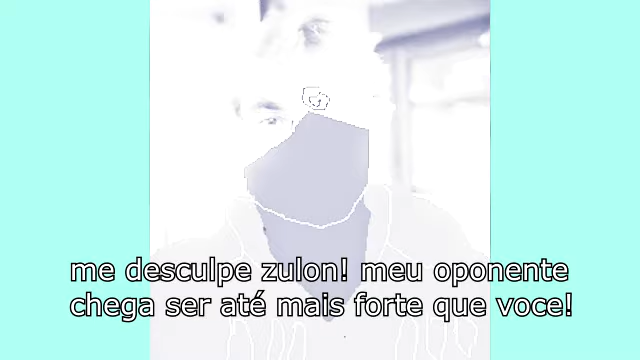 me desculpe zulon! meu oponente
chega ser até mais forte que voce!